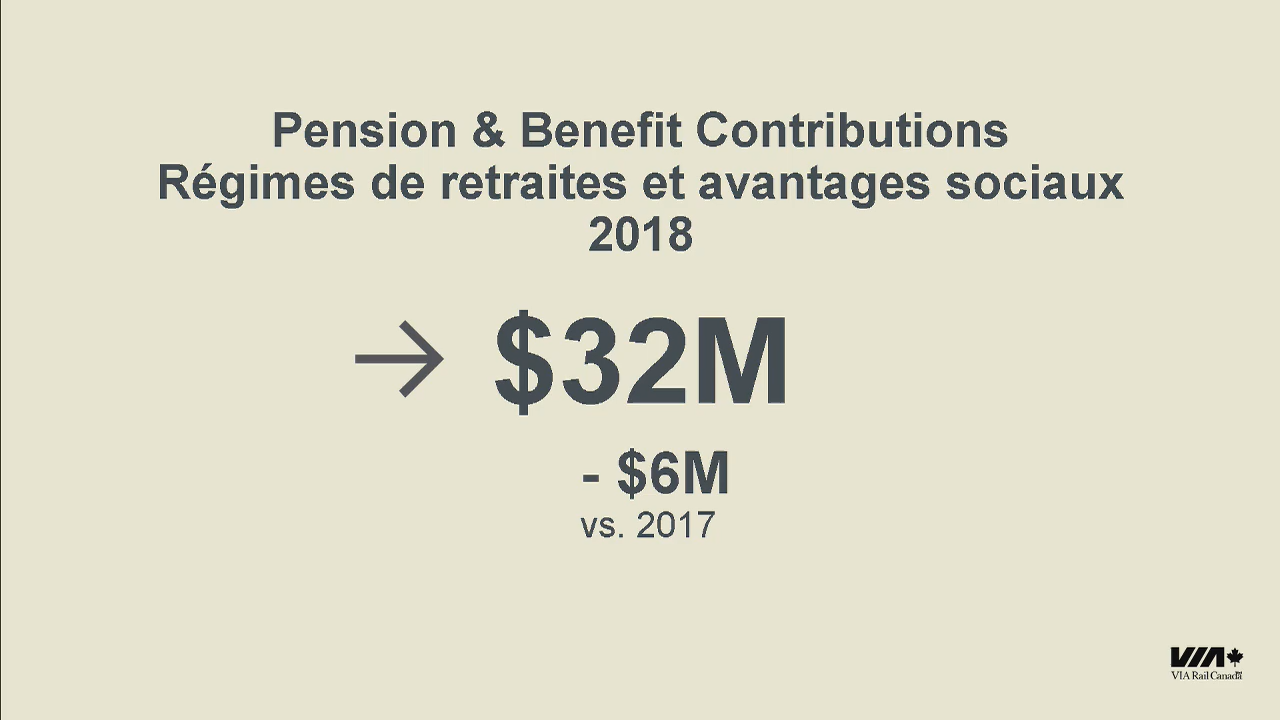 Pension & Benefit Contributions
Régimes de retraites et avantages sociaux
2018
→ $32M
- $6M
vs. 2017
VIA
VIA Rail Canada